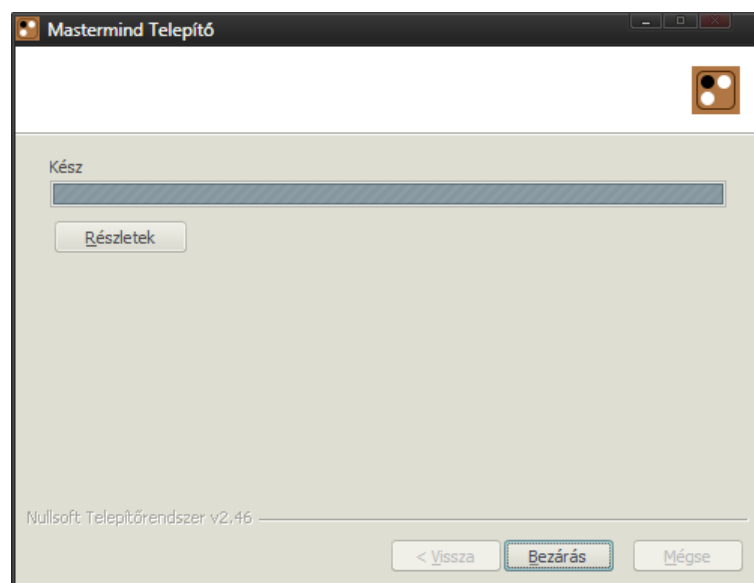 Mastermind Telepítő
Kész
Részletek
Nullsoft Telepítőrendszer v2.46
< Vissza
Bezárás
Mégse